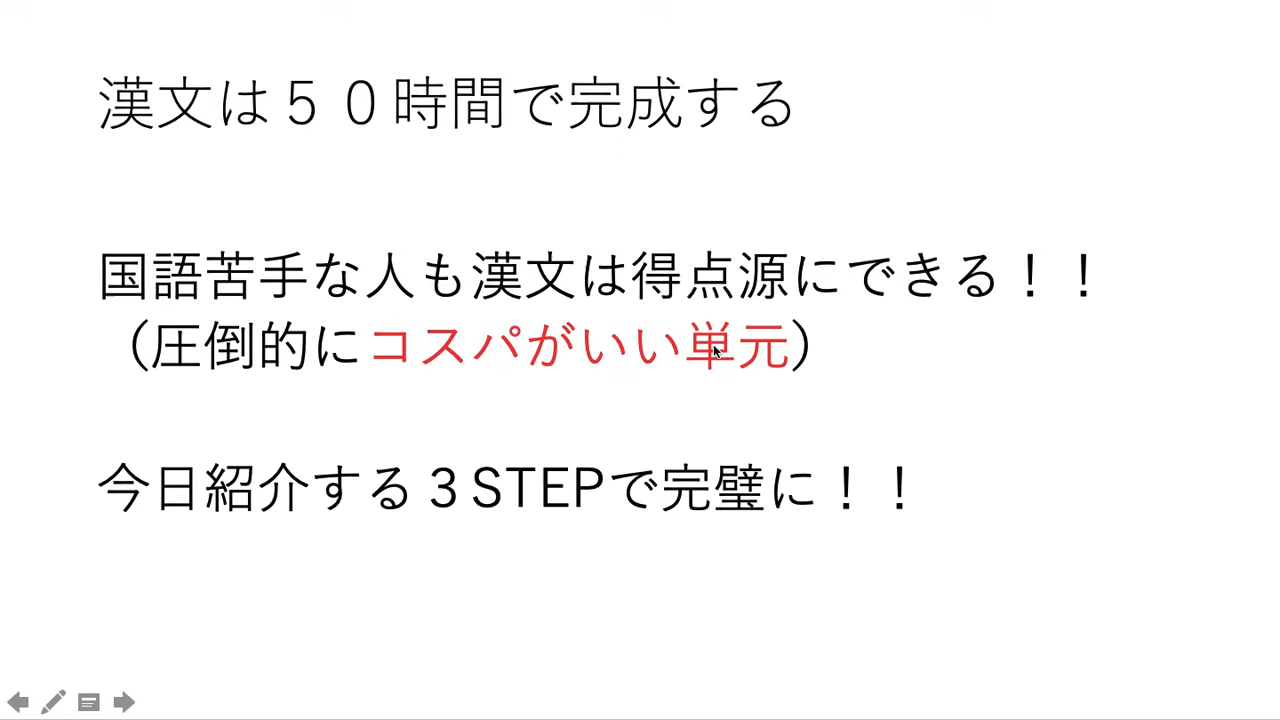 漢文は５０時間で完成する
国語苦手な人も漢文は得点源にできる！！
（圧倒的にコスパがいい単元）
今日紹介する３STEPで完璧に！！